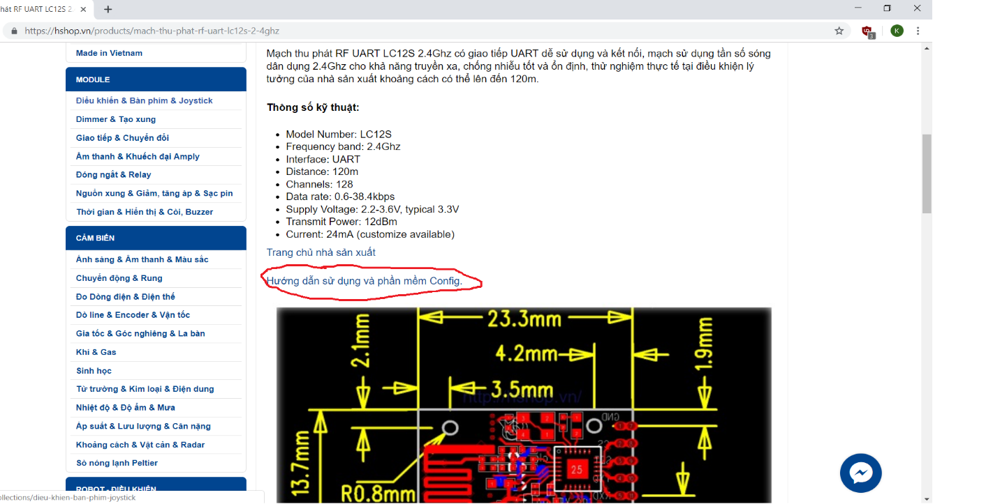 hát RF UART LC12S 2.
https://hshop.vn/products/mach-thu-phat-rf-uart-lc12s-2-4ghz
3
K
Made in Vietnam
MODULE
Điều khiển & Bàn phím & Joystick
Dimmer & Tạo xung
Giao tiếp & Chuyển đổi
Âm thanh & Khuếch đại Amply
Đóng ngắt & Relay
Nguồn xung & Giảm, tăng áp & Sạc pin
Thời gian & Hiển thị & Còi, Buzzer
CẢM BIẾN
Ánh sáng & Âm thanh & Màu sắc
Chuyển động & Rung
Đo Dòng điện & Điện thế
Dò line & Encoder & Vận tốc
Gia tốc & Góc nghiêng & La bàn
Khí & Gas
Sinh học
Từ trường & Kim loại & Điện dung
Nhiệt độ & Độ ẩm & Mưa
Áp suất & Lưu lượng & Cân nặng
Khoảng cách & Vật cản & Radar
Sò nóng lạnh Peltier
ROBOT - ĐIỀU KHIỂN
ollections/dieu-khien-ban-phim-joystick
Mạch thu phát RF UART LC12S 2.4Ghz có giao tiếp UART dễ sử dụng và kết nối, mạch sử dụng tần số sóng
dân dụng 2.4Ghz cho khả năng truyền xa, chống nhiễu tốt và ổn định, thử nghiệm thực tế tại điều khiện lý
tưởng của nhà sản xuất khoảng cách có thể lên đến 120m.
Thông số kỹ thuật:
Model Number: LC12S
Frequency band: 2.4Ghz
Interface: UART
Distance: 120m
Channels: 128
Data rate: 0.6-38.4kbps
Supply Voltage: 2.2-3.6V, typical 3.3V
Transmit Power: 12dBm
Current: 24mA (customize available)
Trang chủ nhà sản xuất
Hướng dẫn sử dụng và phần mềm Config.
23.3mm
2.1mm
4.2mm
1.9mm
3.5mm
http://hshop.vn/
GND
CS
13.7mm
25
R0.8mm
RXD